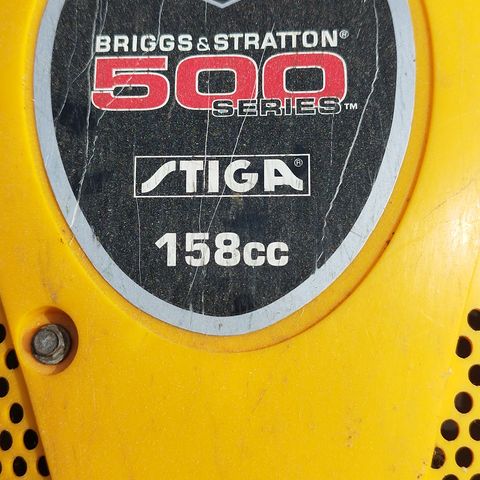 BRIGGS & STRATTON®
500
SERIES™
STIGA®
158cc